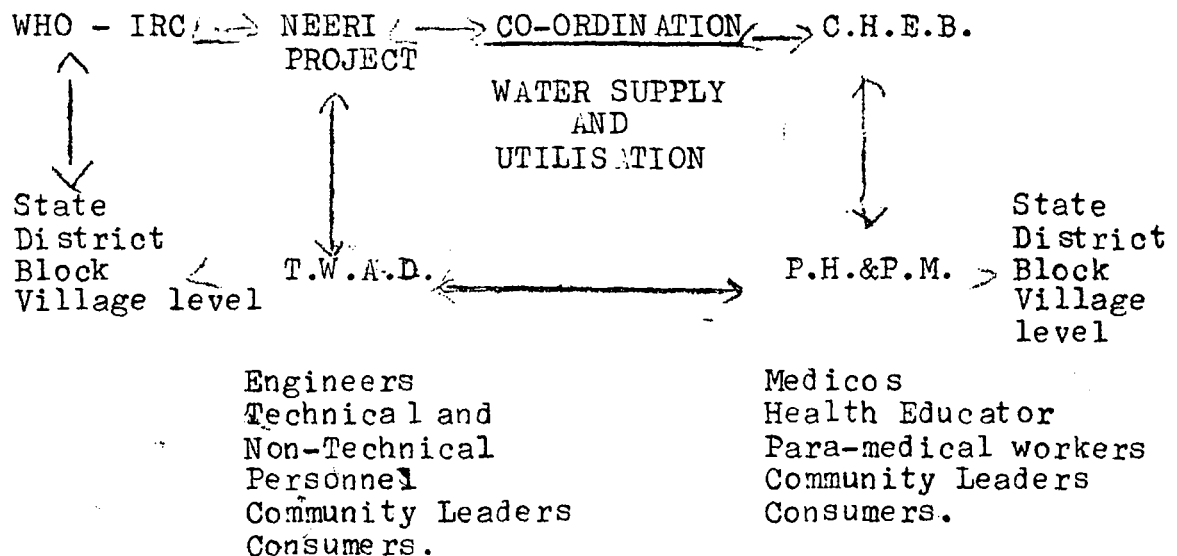 WHO - IRC NEERI CO-ORDINATION C.H.E.B.
PROJECT
WATER SUPPLY
AND
UTILISATION
State
District
Block
Village level
T.W.A.D.
P.H.&P.M.
State
District
Block
Village
level
Engineers
Technical and
Non-Technical
Personnel
Community Leaders
Consumers.
Medicos
Health Educator
Para-medical workers
Community Leaders
Consumers.